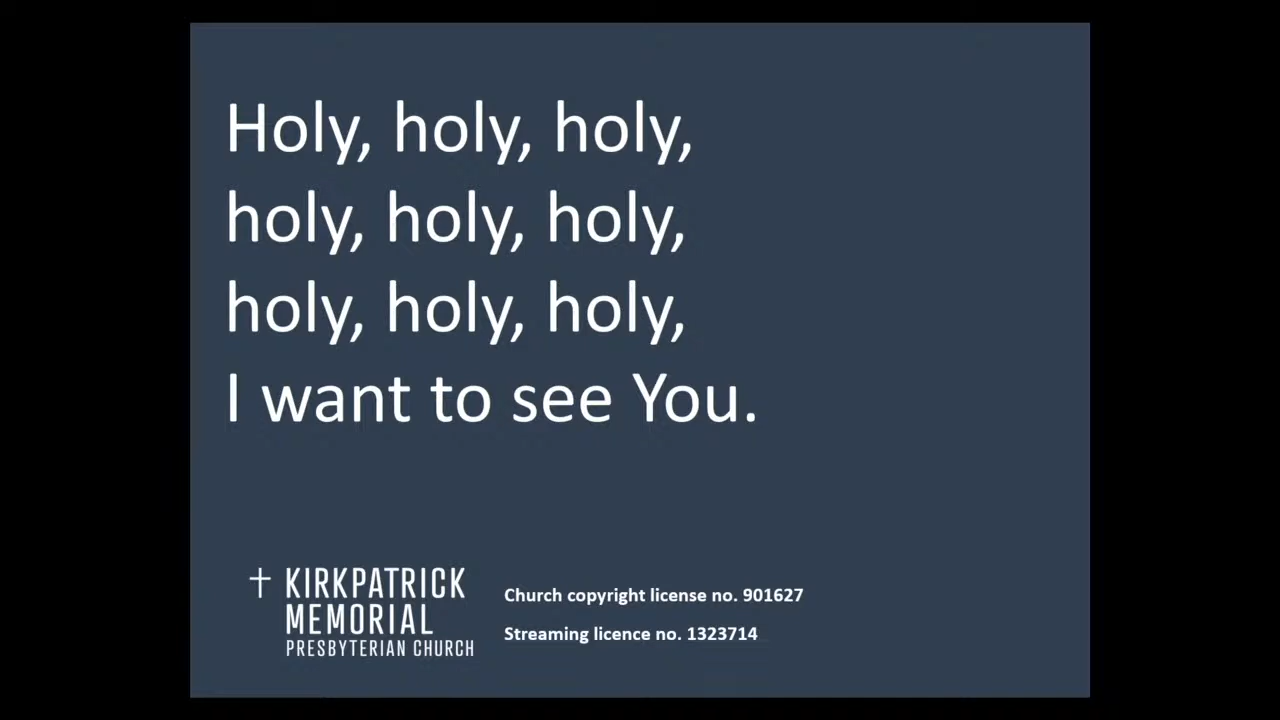 Holy, holy, holy,
holy, holy, holy,
holy, holy, holy,
I want to see You.
KIRKPATRICK
MEMORIAL
PRESBYTERIAN CHURCH
Church copyright license no. 901627
Streaming licence no. 1323714